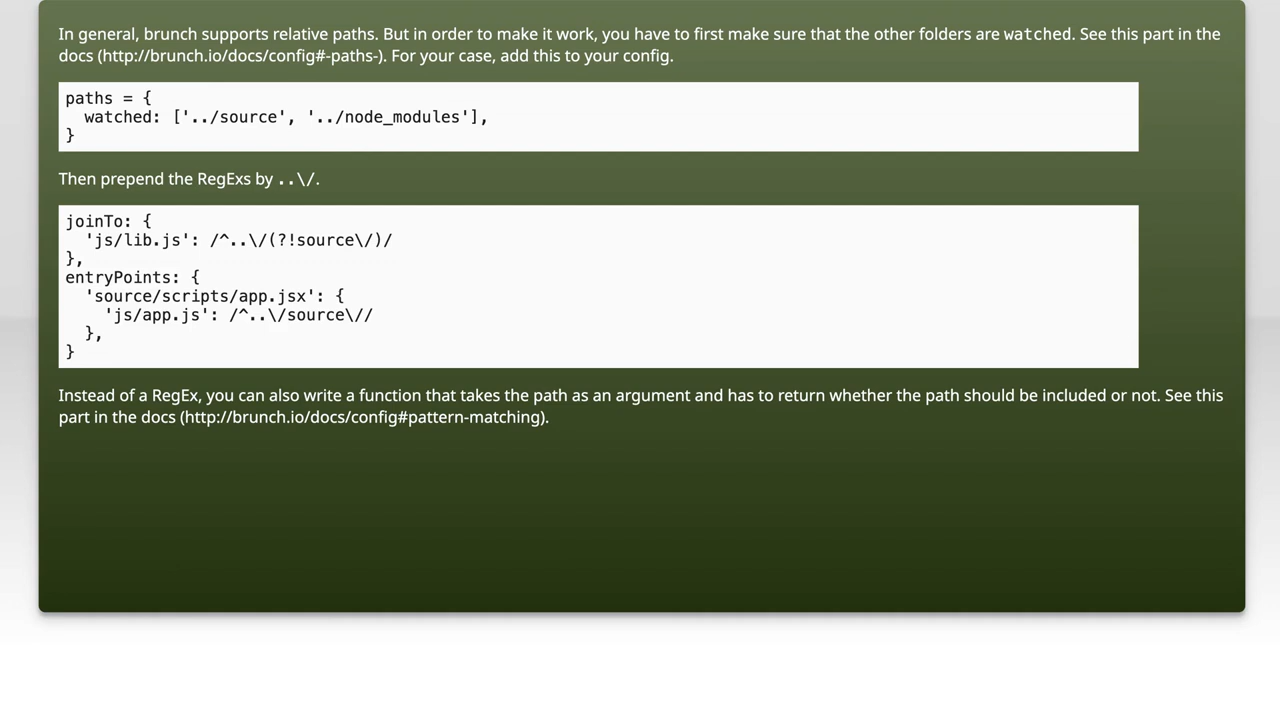 In general, brunch supports relative paths. But in order to make it work, you have to first make sure that the other folders are watched. See this part in the
docs (http://brunch.io/docs/config#-paths-). For your case, add this to your config.
paths = {
  watched: ['../source', '../node_modules'],
}
Then prepend the RegExs by ..\/.
joinTo: {
  'js/lib.js': /^..\/(?!source\/)/
},
entryPoints: {
  'source/scripts/app.jsx': {
    'js/app.js': /^..\/source\//
  },
}
Instead of a RegEx, you can also write a function that takes the path as an argument and has to return whether the path should be included or not. See this
part in the docs (http://brunch.io/docs/config#pattern-matching).